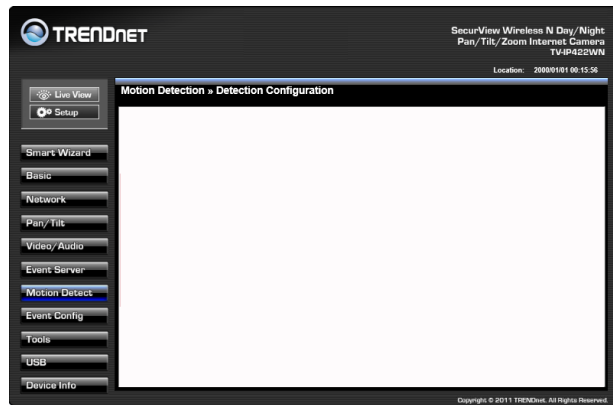 TRENDNET
SecurView Wireless N Day/Night
Pan/Tilt/Zoom Internet Camera
TV-IP422WN
Location: 2000/01/01 00:15:56
Live View
Setup
Motion Detection » Detection Configuration
Smart Wizard
Basic
Network
Pan/Tilt
Video/Audio
Event Server
Motion Detect
Event Config
Tools
USB
Device Info
Copyright © 2011 TRENDnet. All Rights Reserved.